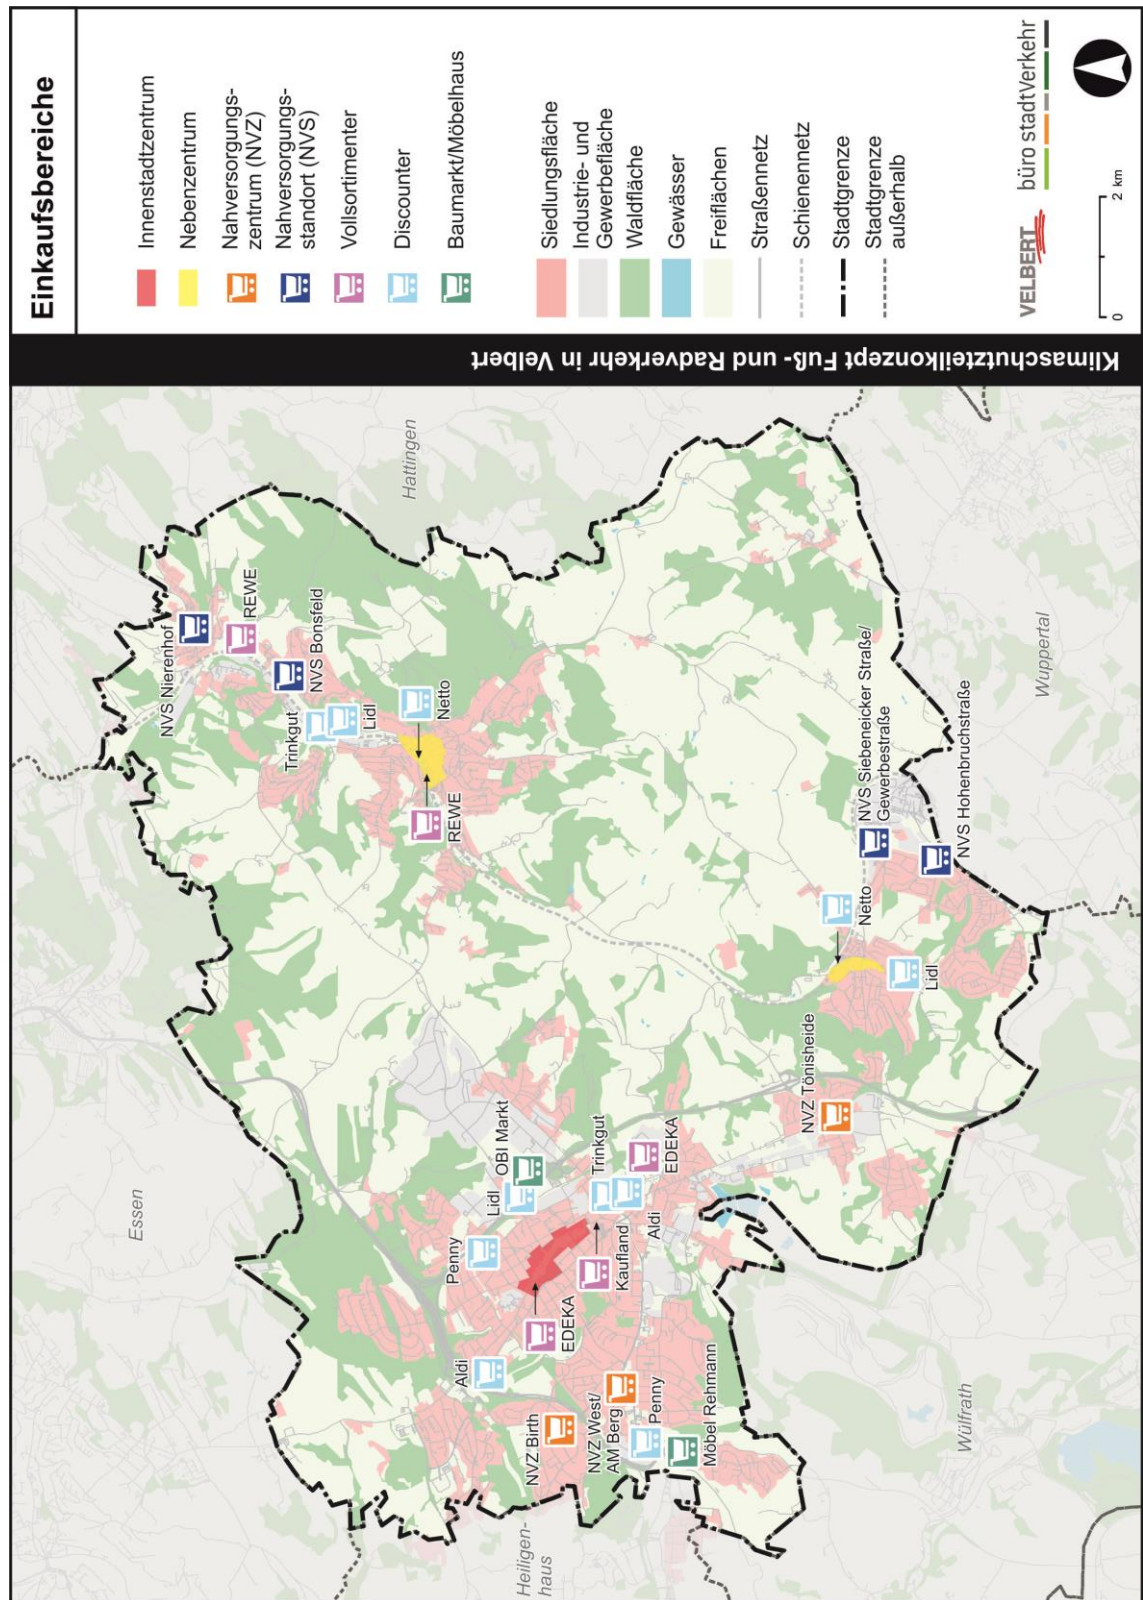 Einkaufsbereiche
Innenstadtzentrum
Nebenzentrum
Nahversorgungs-
zentrum (NVZ)
Nahversorgungs-
standort (NVS)
Vollsortimenter
Discounter
Baumarkt/Möbelhaus
Siedlungsfläche
Industrie- und
Gewerbefläche
Waldfläche
Gewässer
Freiflächen
Straßennetz
Schienennetz
Stadtgrenze
Stadtgrenze
außerhalb
VELBERT
büro stadtVerkehr
0
2 km
Klimaschutzteilkonzept Fuß- und Radverkehr in Velbert
Essen
Hattingen
Heiligen-
haus
Wülfrath
Wuppertal
NVS Nierenhof
REWE
NVS Bonsfeld
Trinkgut
Lidl
Netto
REWE
Penny
Lidl
OBI Markt
Aldi
EDEKA
Kaufland
Trinkgut
Aldi
EDEKA
NVZ Birth
NVZ West/
AM Berg
Penny
Möbel Rehmann
NVZ Tönisheide
Netto
Lidl
NVS Siebeneicker Straße/
Gewerbestraße
NVS Hohenbruchstraße